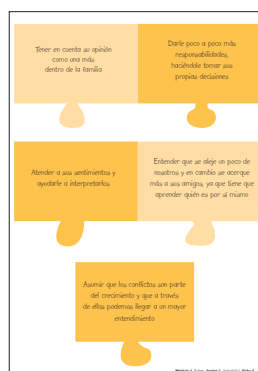 Tener en cuenta su opinión
como una más
dentro de la familia
Darle poco a poco más
responsabilidades,
haciéndole tomar sus
propias decisiones
Atender a sus sentimientos y
ayudarle a interpretarlos
Entender que se aleje un poco de
nosotros y en cambio se acerque
más a sus amigos, ya que tiene que
aprender quién es por sí mismo
Asumir que los conflictos son parte
del crecimiento y que a través
de ellos podemos llegar a un mayor
entendimiento